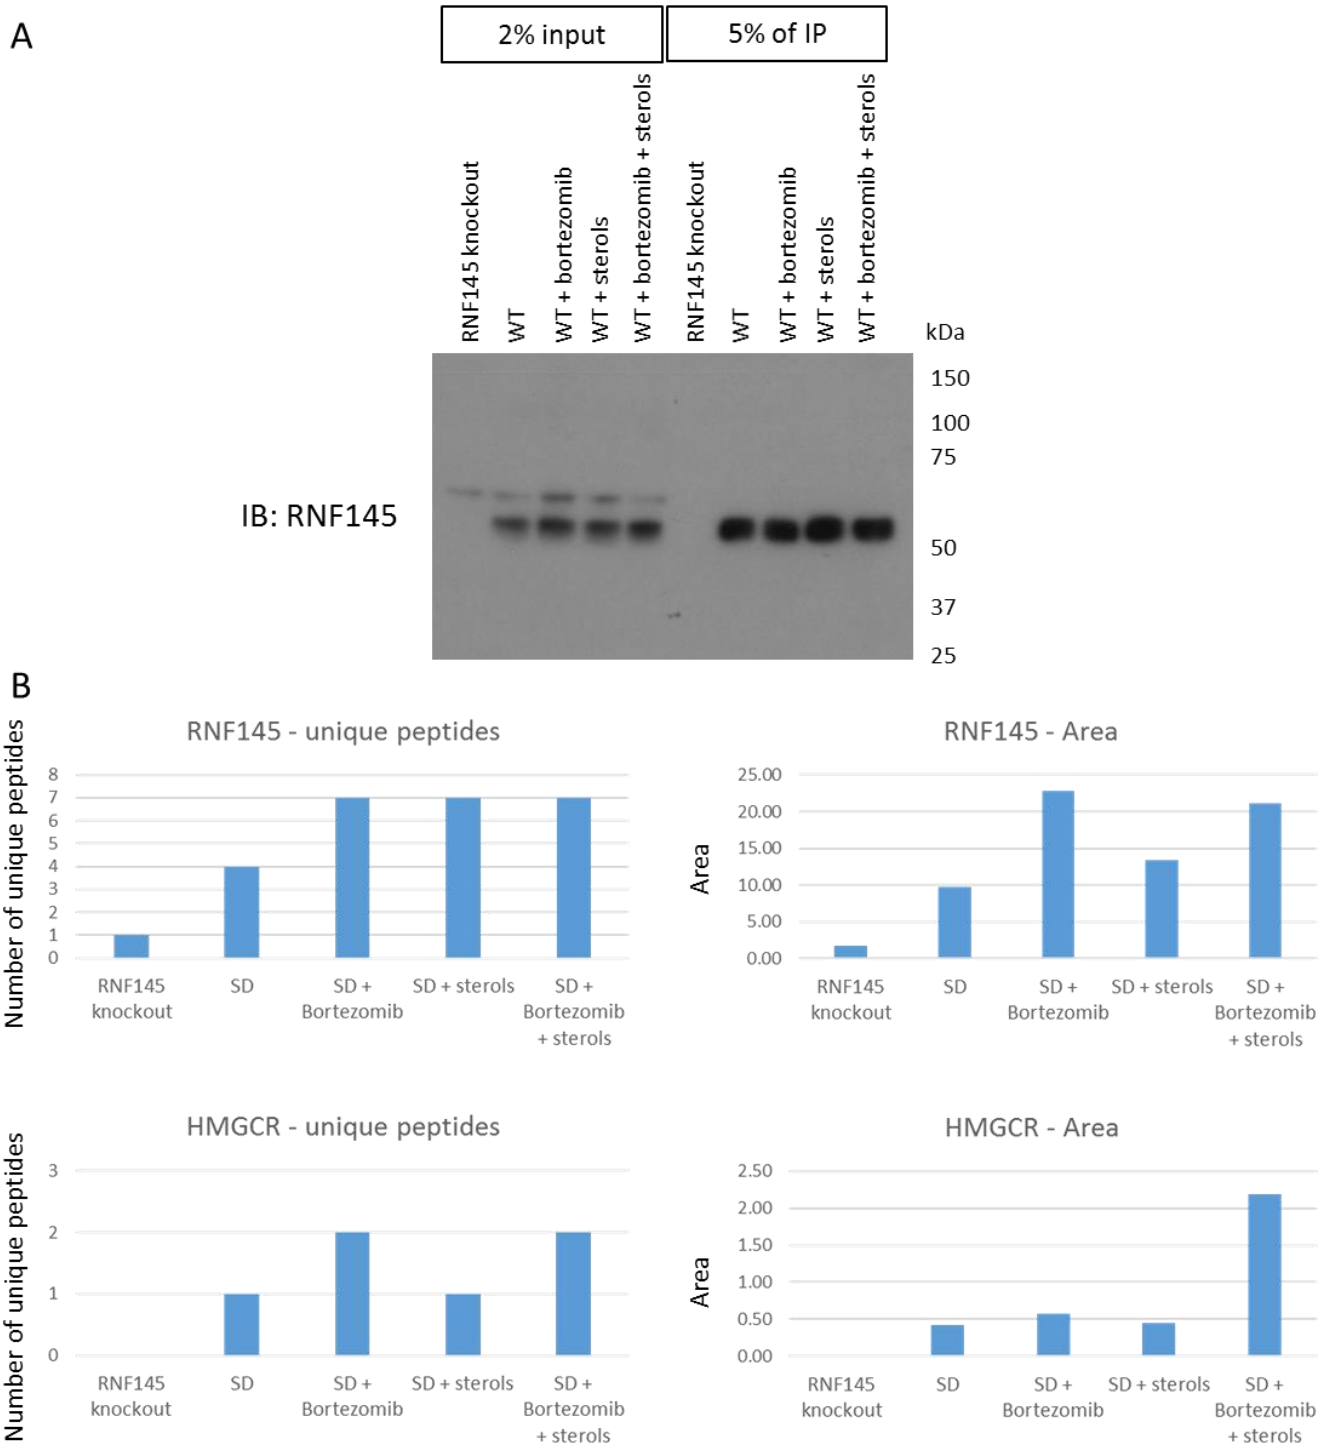 A
2% input
5% of IP
RNF145 knockout
WT
WT + bortezomib
WT + sterols
WT + bortezomib + sterols
RNF145 knockout
WT
WT + bortezomib
WT + sterols
WT + bortezomib + sterols
kDa
150
100
75
50
37
25
IB: RNF145
B
RNF145 - unique peptides
Number of unique peptides
8
7
6
5
4
3
2
1
0
RNF145
knockout
SD
SD +
Bortezomib
SD + sterols
SD +
Bortezomib
+ sterols
RNF145 - Area
Area
25.00
20.00
15.00
10.00
5.00
0.00
RNF145
knockout
SD
SD +
Bortezomib
SD + sterols
SD +
Bortezomib
+ sterols
HMGCR - unique peptides
Number of unique peptides
3
2
1
0
RNF145
knockout
SD
SD +
Bortezomib
SD + sterols
SD +
Bortezomib
+ sterols
HMGCR - Area
Area
2.50
2.00
1.50
1.00
0.50
0.00
RNF145
knockout
SD
SD +
Bortezomib
SD + sterols
SD +
Bortezomib
+ sterols